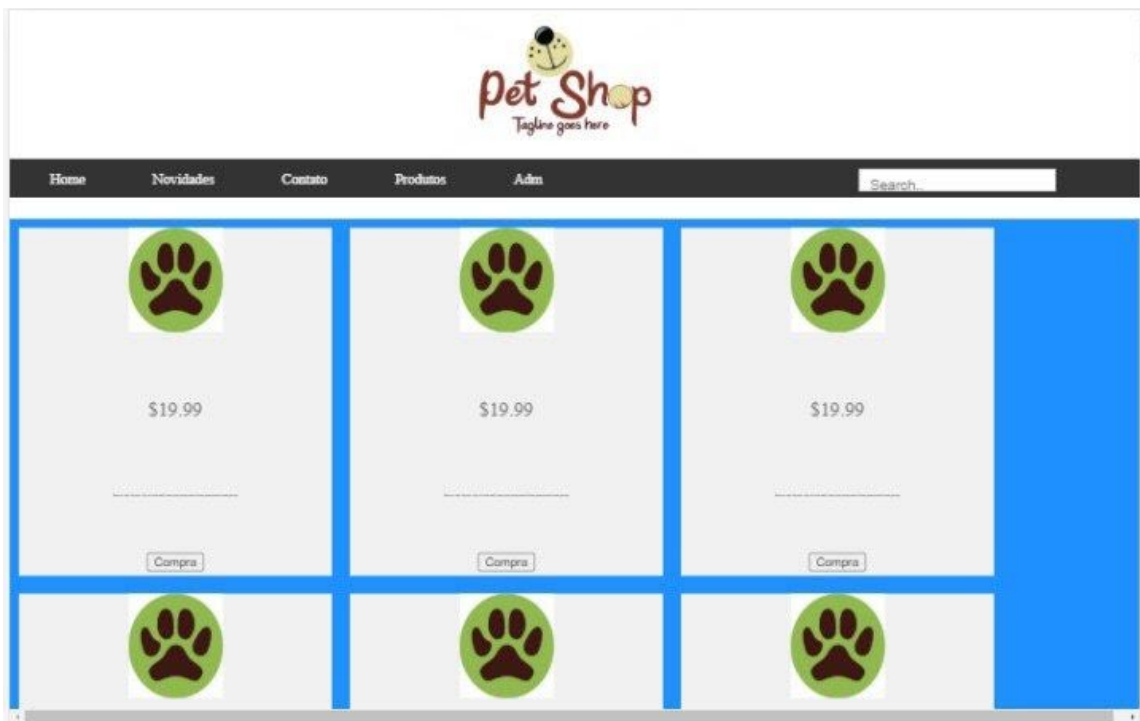 Pet Shop
Tagline goes here
Home Novidades Contato Produtos Adm Search..
$19.99 $19.99 $19.99
Compra Compra Compra